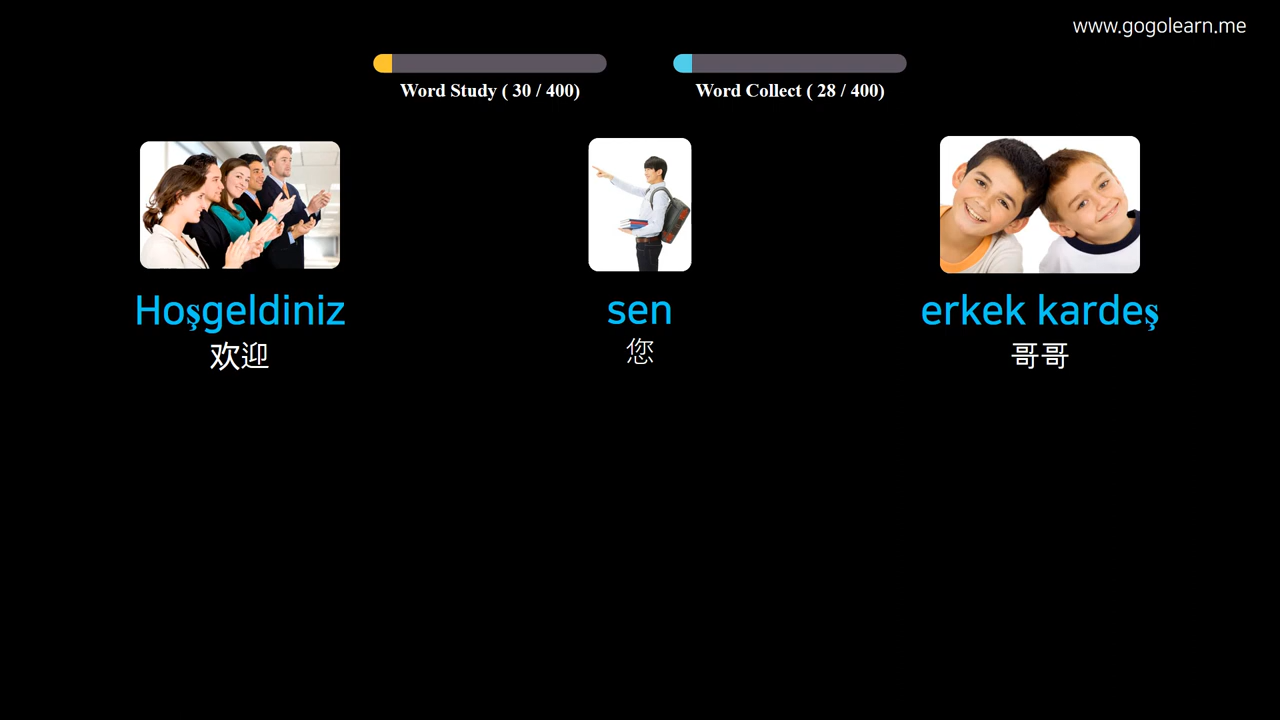 www.gogolearn.me
Word Study ( 30 / 400)
Word Collect ( 28 / 400)
Hoşgeldiniz
欢迎
sen
您
erkek kardeş
哥哥